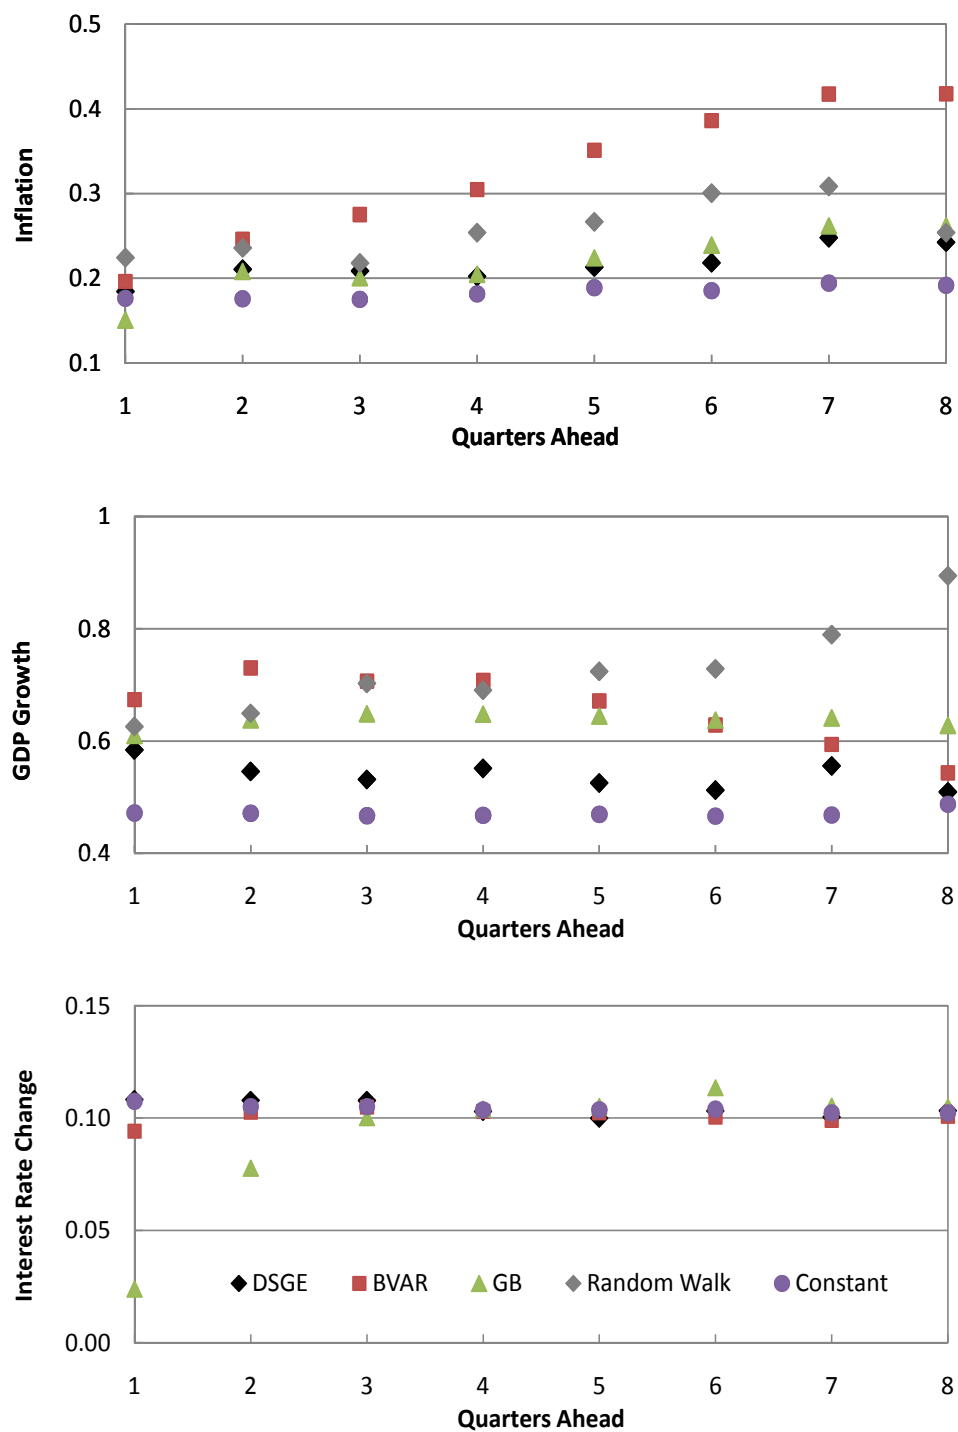 0.5
0.4
0.3
0.2
0.1
Inflation
1 2 3 4 5 6 7 8
Quarters Ahead
1
0.8
0.6
0.4
GDP Growth
1 2 3 4 5 6 7 8
Quarters Ahead
0.15
0.10
0.05
0.00
Interest Rate Change
DSGE BVAR GB Random Walk Constant
1 2 3 4 5 6 7 8
Quarters Ahead